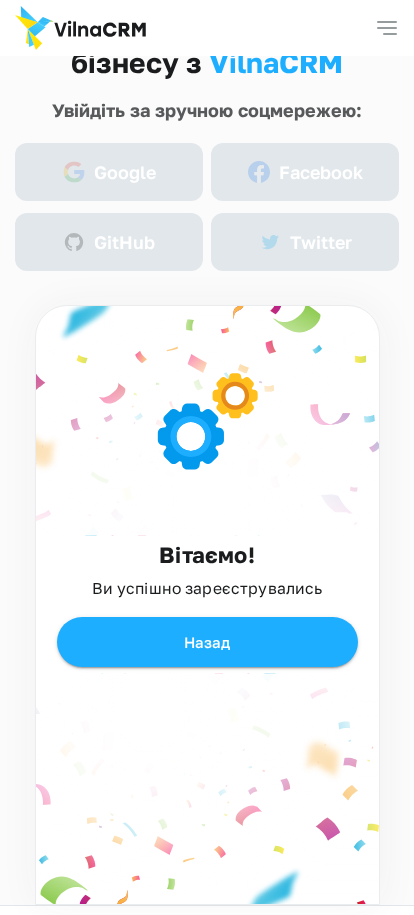 VilnaCRM
бізнесу з VilnaCRM
Увійдіть за зручною соцмережею:
Google
Facebook
GitHub
Twitter
Вітаємо!
Ви успішно зареєструвались
Назад